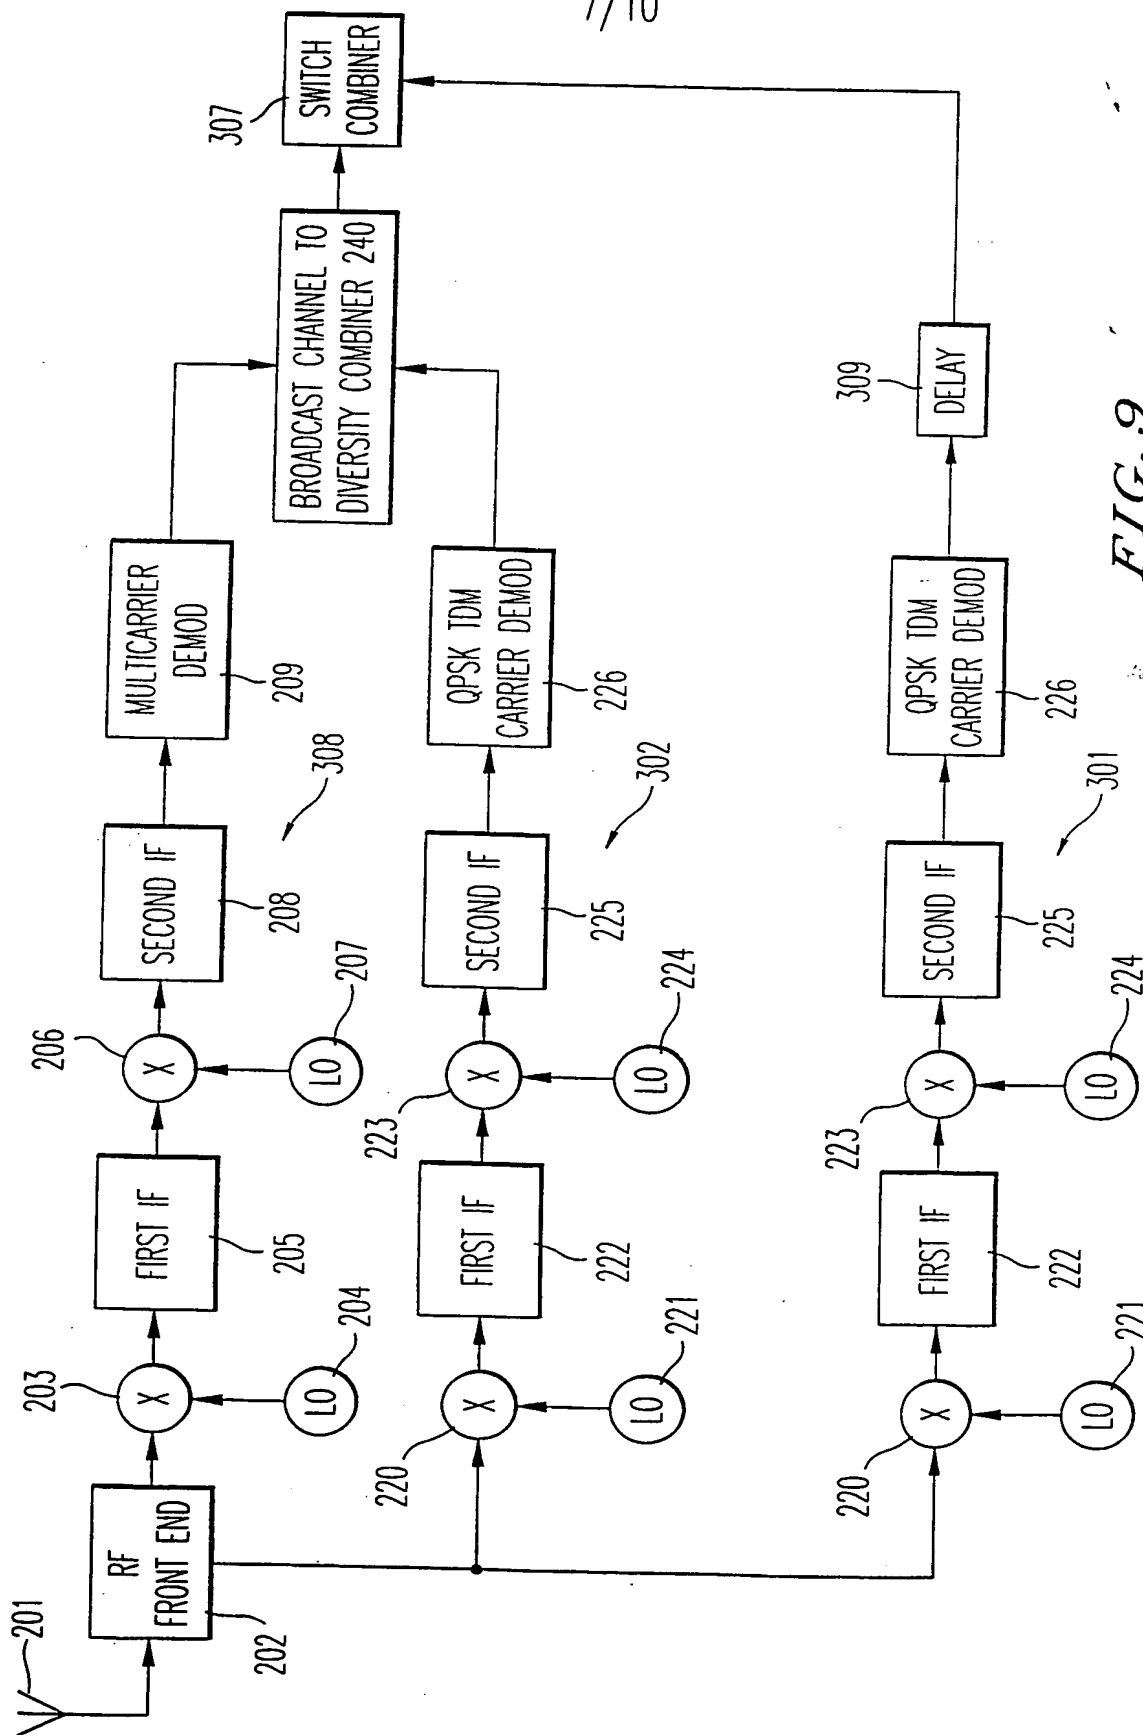 7/10
201
RF
FRONT END
202
203
X
LO
204
FIRST IF
205
206
X
LO
207
SECOND IF
208
308
MULTICARRIER
DEMOD
209
BROADCAST CHANNEL TO
DIVERSITY COMBINER 240
307
SWITCH
COMBINER
220
X
LO
221
FIRST IF
222
223
X
LO
224
SECOND IF
225
302
QPSK TDM
CARRIER DEMOD
226
220
X
LO
221
FIRST IF
222
223
X
LO
224
SECOND IF
225
301
QPSK TDM
CARRIER DEMOD
226
309
DELAY
FIG. 9